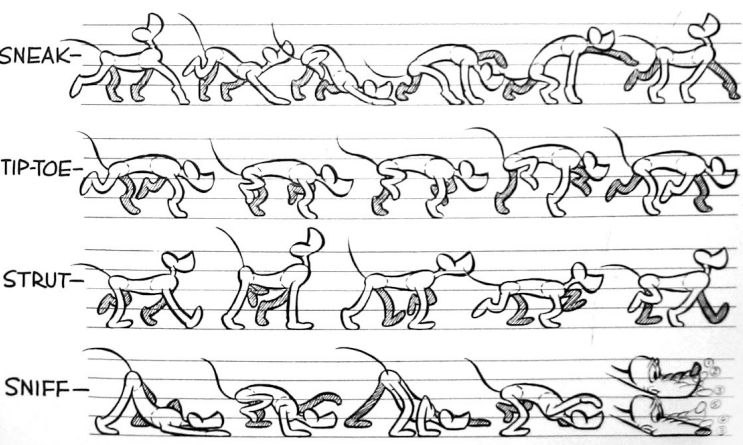 SNEAK-
TIP-TOE-
STRUT-
SNIFF-